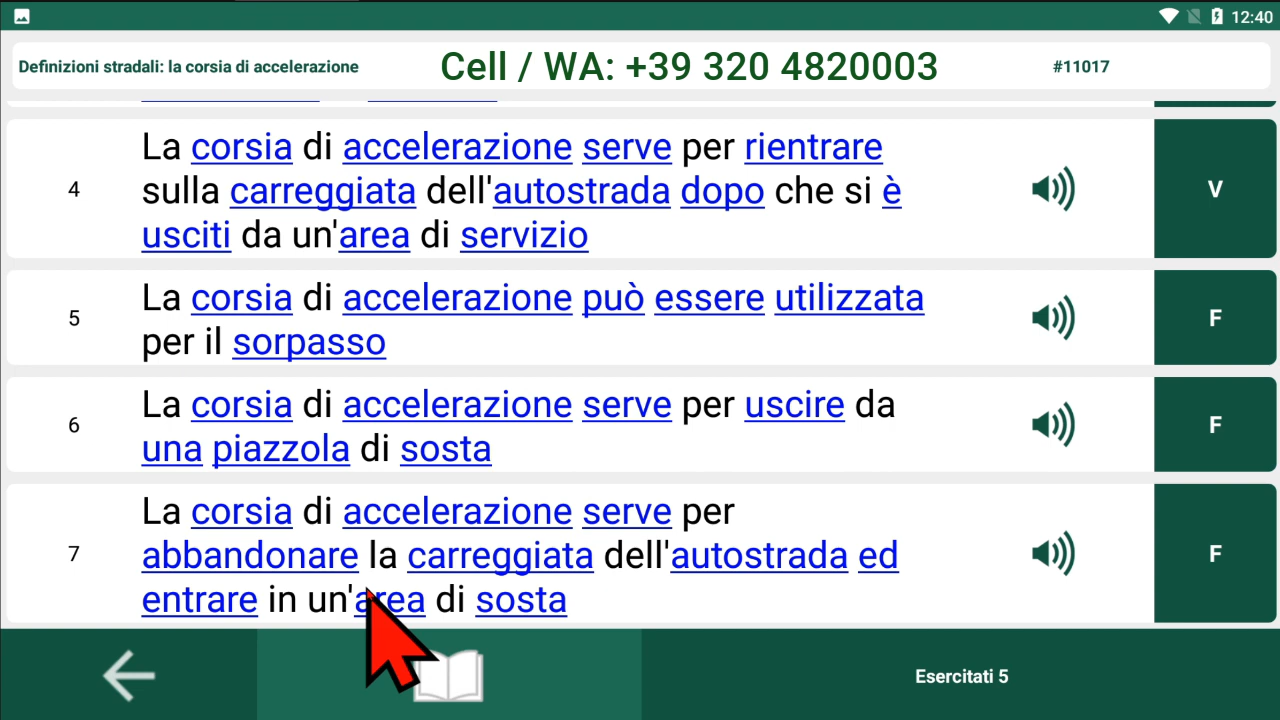 12:40
Definizioni stradali: la corsia di accelerazione
Cell / WA: +39 320 4820003
#11017
4
La corsia di accelerazione serve per rientrare
sulla carreggiata dell'autostrada dopo che si è
usciti da un'area di servizio
V
5
La corsia di accelerazione può essere utilizzata
per il sorpasso
F
6
La corsia di accelerazione serve per uscire da
una piazzola di sosta
F
7
La corsia di accelerazione serve per
abbandonare la carreggiata dell'autostrada ed
entrare in un'area di sosta
F
Esercitati 5